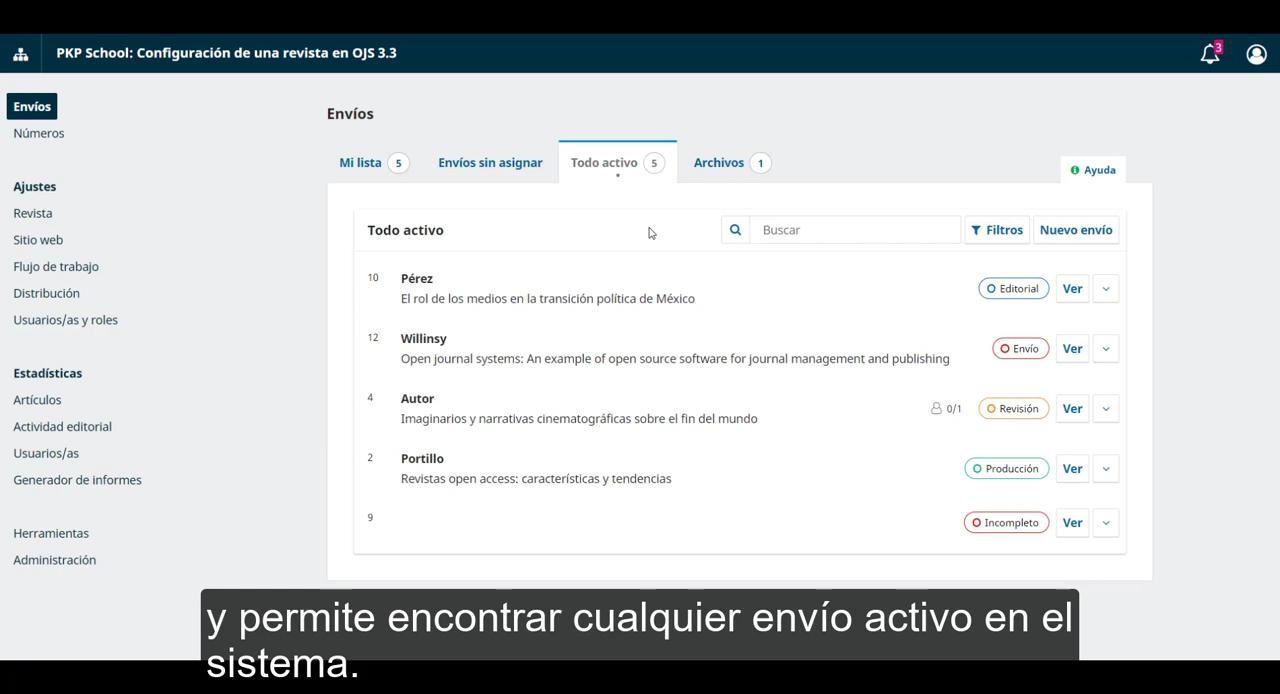 PKP School: Configuración de una revista en OJS 3.3
3
Envíos
Números
Ajustes
Revista
Sitio web
Flujo de trabajo
Distribución
Usuarios/as y roles
Estadísticas
Artículos
Actividad editorial
Usuarios/as
Generador de informes
Herramientas
Administración
Envíos
Mi lista 5 Envíos sin asignar Todo activo 5 Archivos 1
Ayuda
Todo activo Buscar Filtros Nuevo envío
10 Pérez
El rol de los medios en la transición política de México
Editorial Ver
12 Willinsy
Open journal systems: An example of open source software for journal management and publishing
Envío Ver
4 Autor
Imaginarios y narrativas cinematográficas sobre el fin del mundo
0/1 Revisión Ver
2 Portillo
Revistas open access: características y tendencias
Producción Ver
9 Incompleto Ver
y permite encontrar cualquier envío activo en el
sistema.